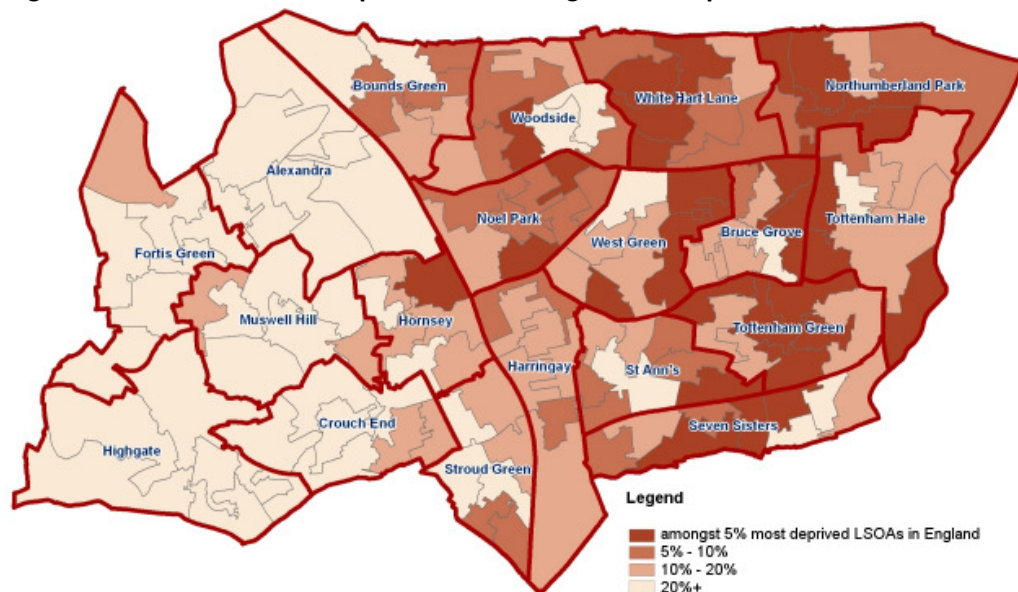 Bounds Green
Northumberland Park
White Hart Lane
Woodside
Alexandra
Noel Park
Tottenham Hale
Bruce Grove
West Green
Fortis Green
Muswell Hill
Hornsey
Tottenham Green
Harringay
St Ann's
Crouch End
Seven Sisters
Highgate
Stroud Green
Legend
amongst 5% most deprived LSOAs in England
5% - 10%
10% - 20%
20%+